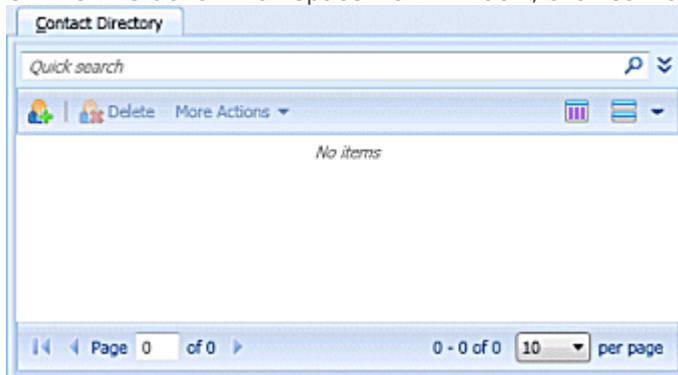 Contact Directory
Quick search
Delete More Actions
No items
Page 0 of 0 0 - 0 of 0 10 per page